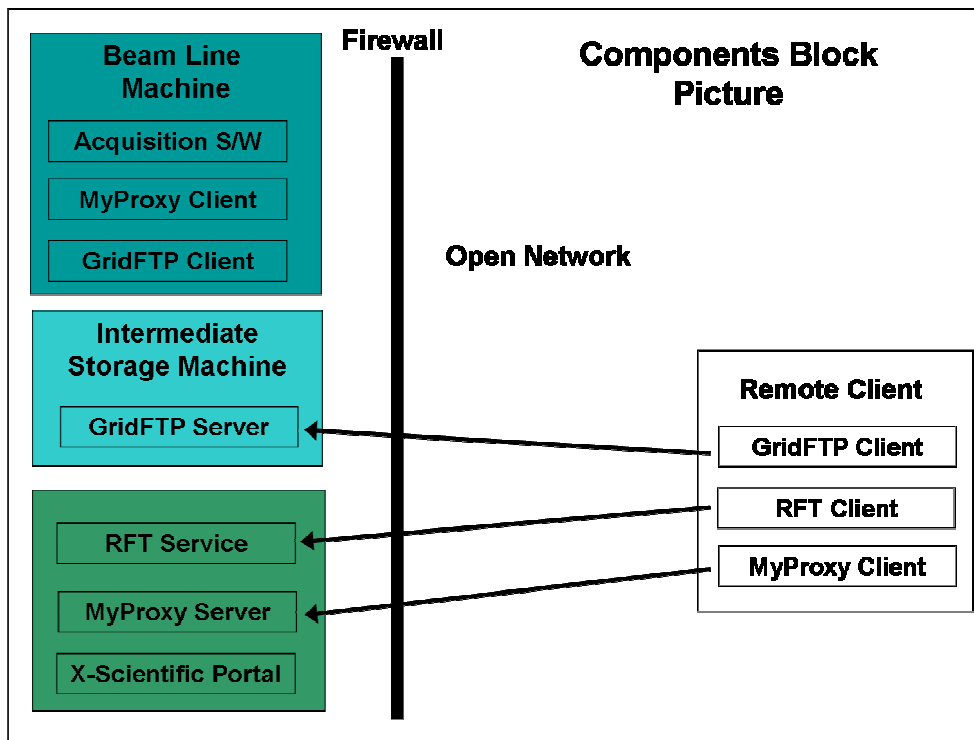 Beam Line
Machine
Acquisition S/W
MyProxy Client
GridFTP Client
Intermediate
Storage Machine
GridFTP Server
RFT Service
MyProxy Server
X-Scientific Portal
Firewall
Components Block
Picture
Open Network
Remote Client
GridFTP Client
RFT Client
MyProxy Client